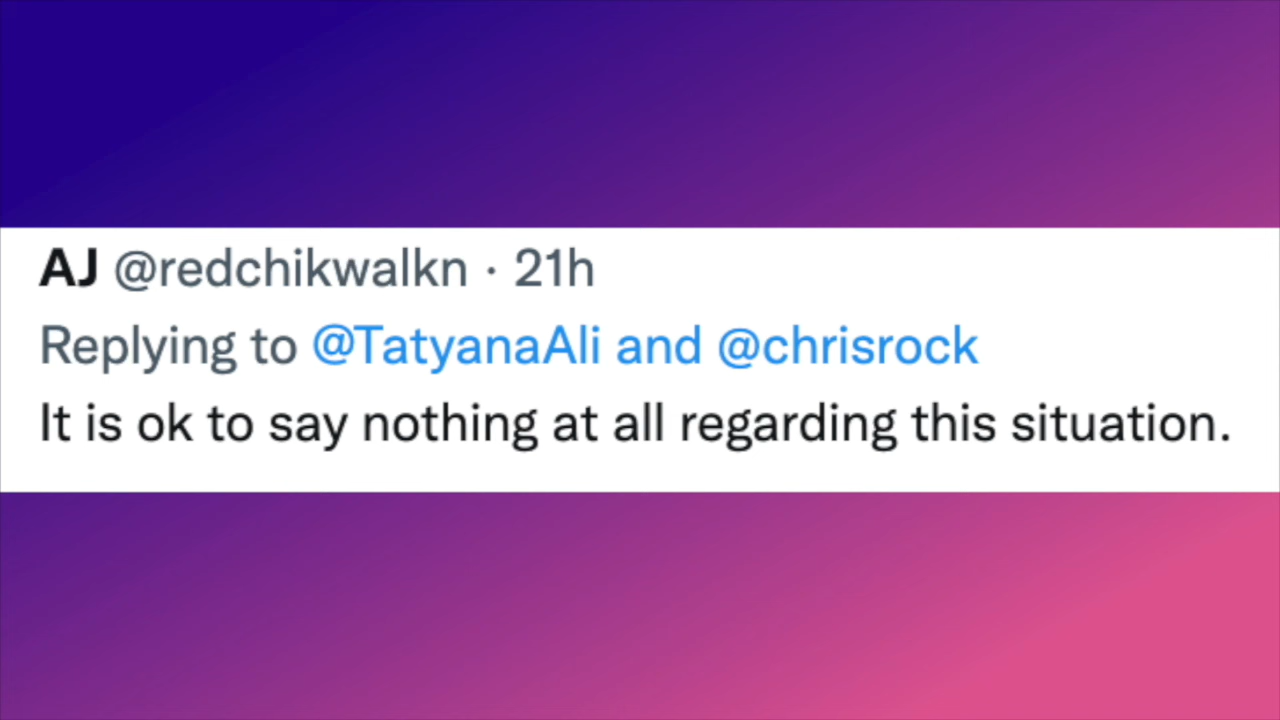 AJ @redchikwalkn · 21h
Replying to @TatyanaAli and @chrisrock
It is ok to say nothing at all regarding this situation.